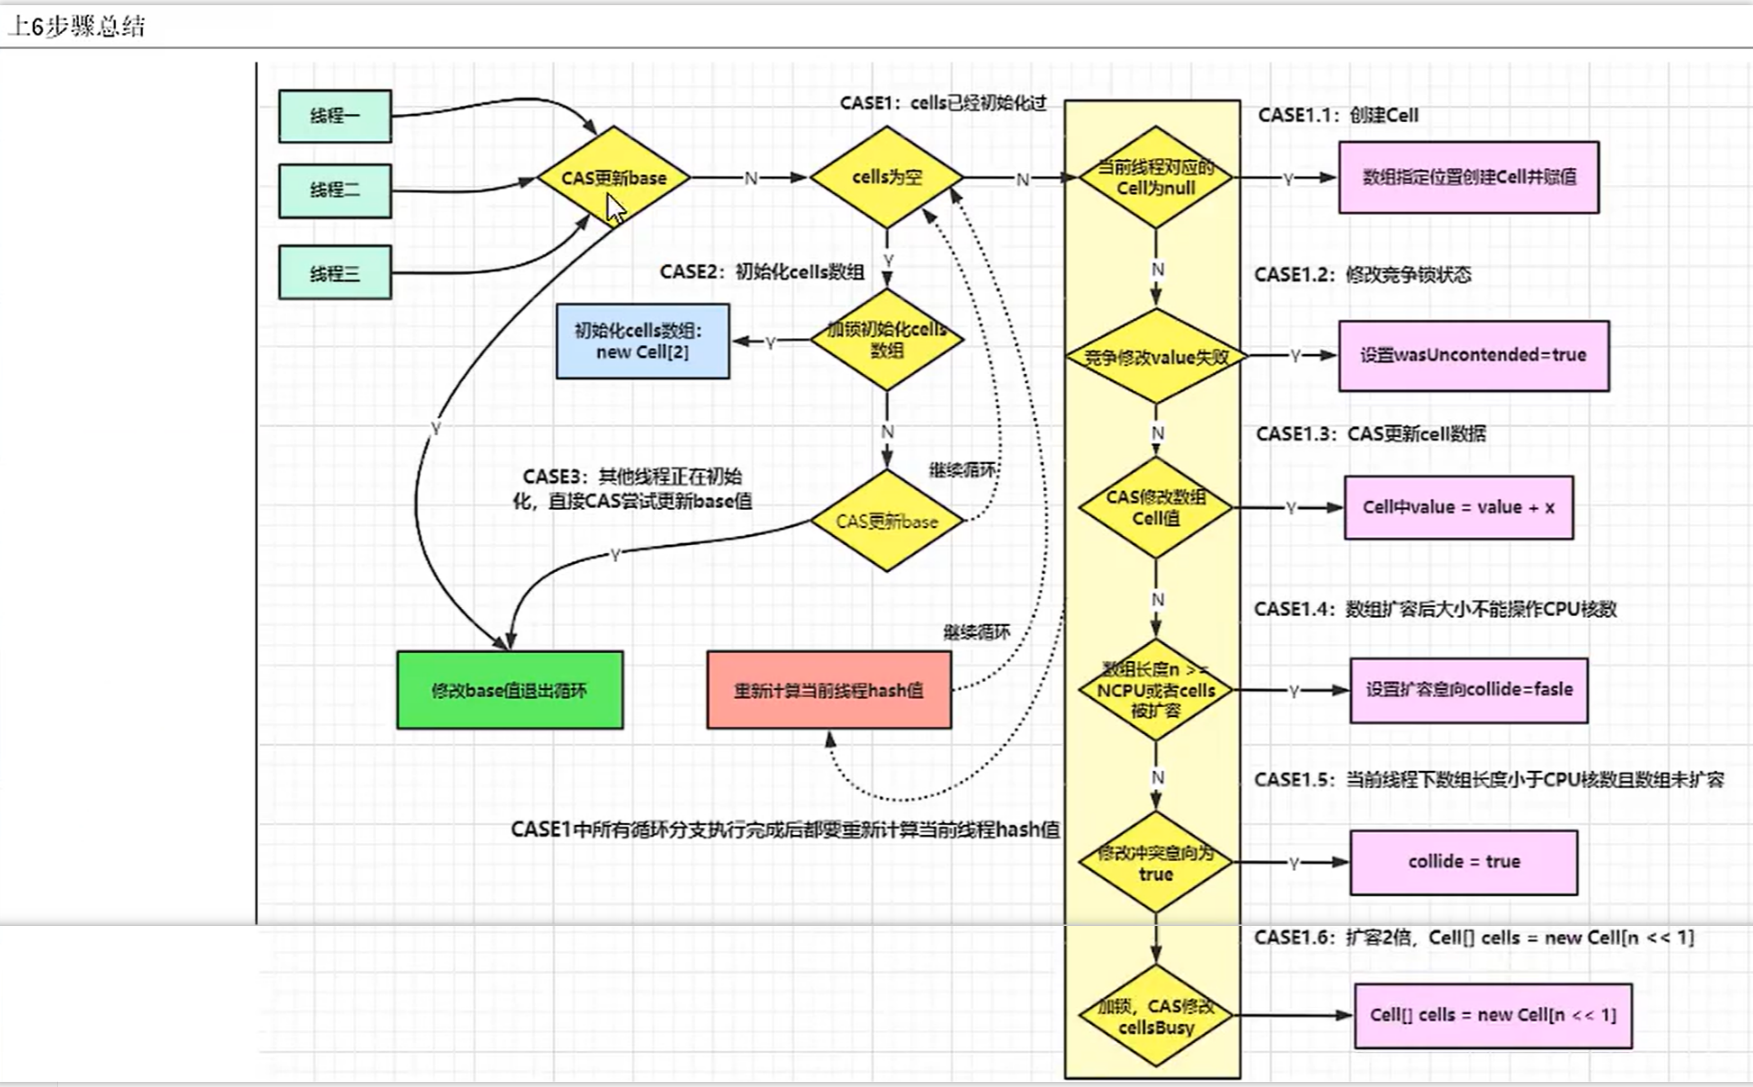 上6步骤总结
线程一
线程二
线程三
CAS更新base
N
Y
CASE1：cells已经初始化过
cells为空
N
Y
CASE2：初始化cells数组
加锁初始化cells
数组
Y
初始化cells数组：
new Cell[2]
N
CASE3：其他线程正在初始
化，直接CAS尝试更新base值
CAS更新base
继续循环
Y
修改base值退出循环
重新计算当前线程hash值
继续循环
CASE1中所有循环分支执行完成后都要重新计算当前线程hash值
当前线程对应的
Cell为null
Y
CASE1.1：创建Cell
数组指定位置创建Cell并赋值
N
CASE1.2：修改竞争锁状态
竞争修改value失败
Y
设置wasUncontended=true
N
CASE1.3：CAS更新cell数据
CAS修改数组
Cell值
Y
Cell中value = value + x
N
CASE1.4：数组扩容后大小不能操作CPU核数
数组长度n >=
NCPU或者cells
被扩容
Y
设置扩容意向collide=fasle
N
CASE1.5：当前线程下数组长度小于CPU核数且数组未扩容
修改冲突意向为
true
Y
collide = true
CASE1.6：扩容2倍，Cell[] cells = new Cell[n << 1]
加锁，CAS修改
cellsBusy
Cell[] cells = new Cell[n << 1]